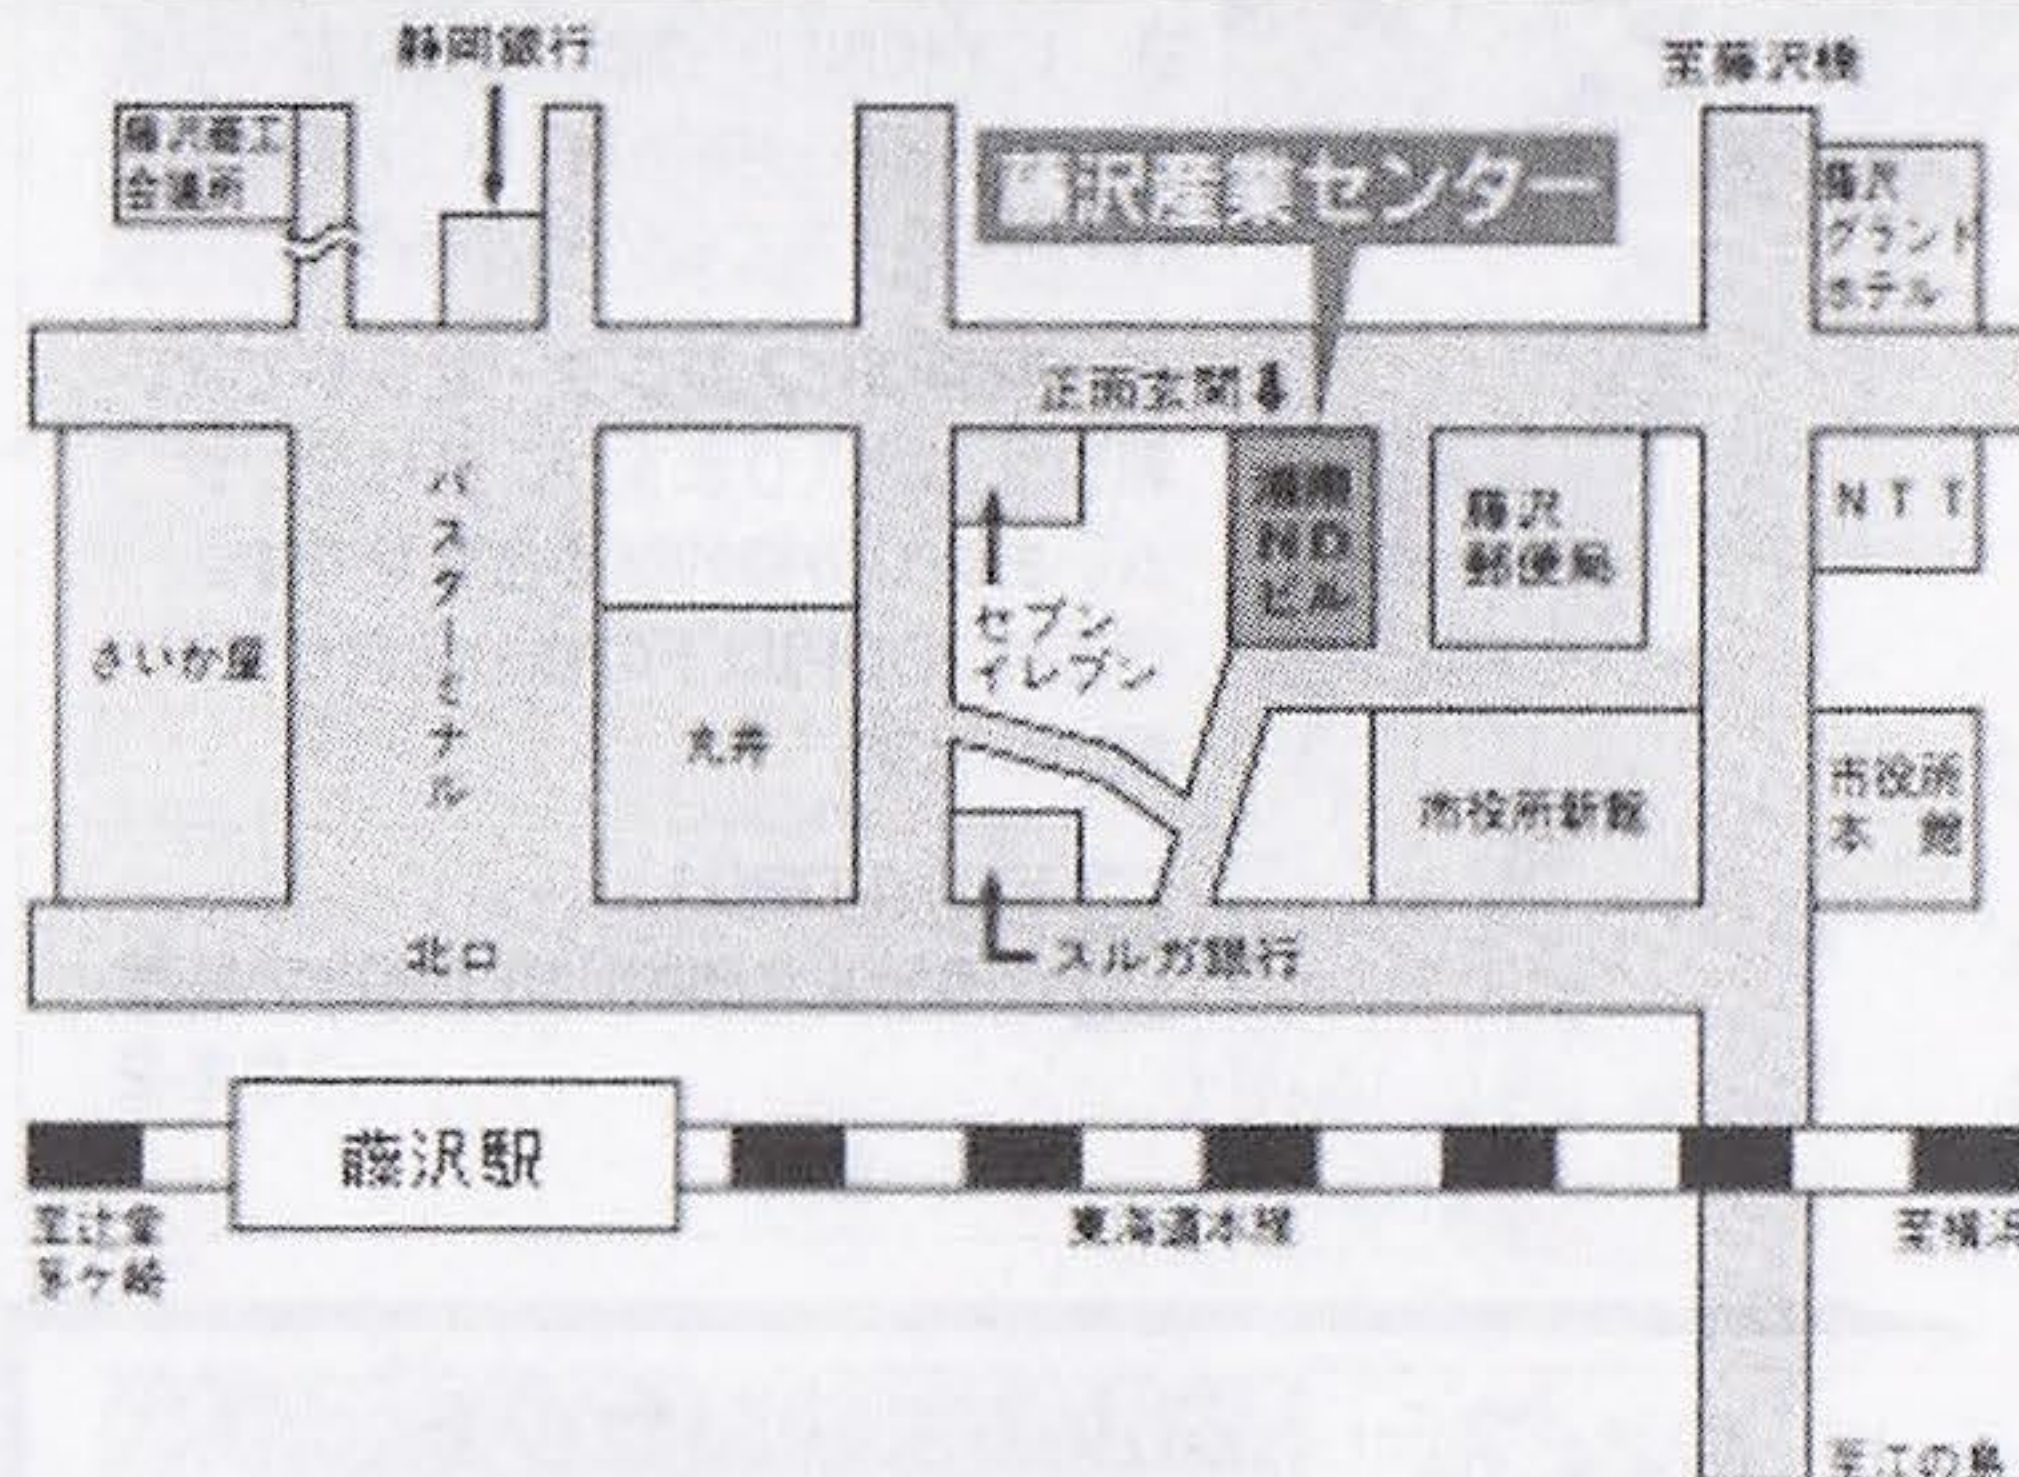 静岡銀行
至藤沢橋
藤沢商工
会議所
藤沢産業センター
藤沢
グランド
ホテル
正面玄関
バスターミナル
湘南
ND
ビル
藤沢
郵便局
NTT
セブン
イレブン
さいか屋
丸井
市役所新館
市役所
本館
北口
スルガ銀行
藤沢駅
至辻堂
茅ケ崎
東海道本線
至横浜
至江の島